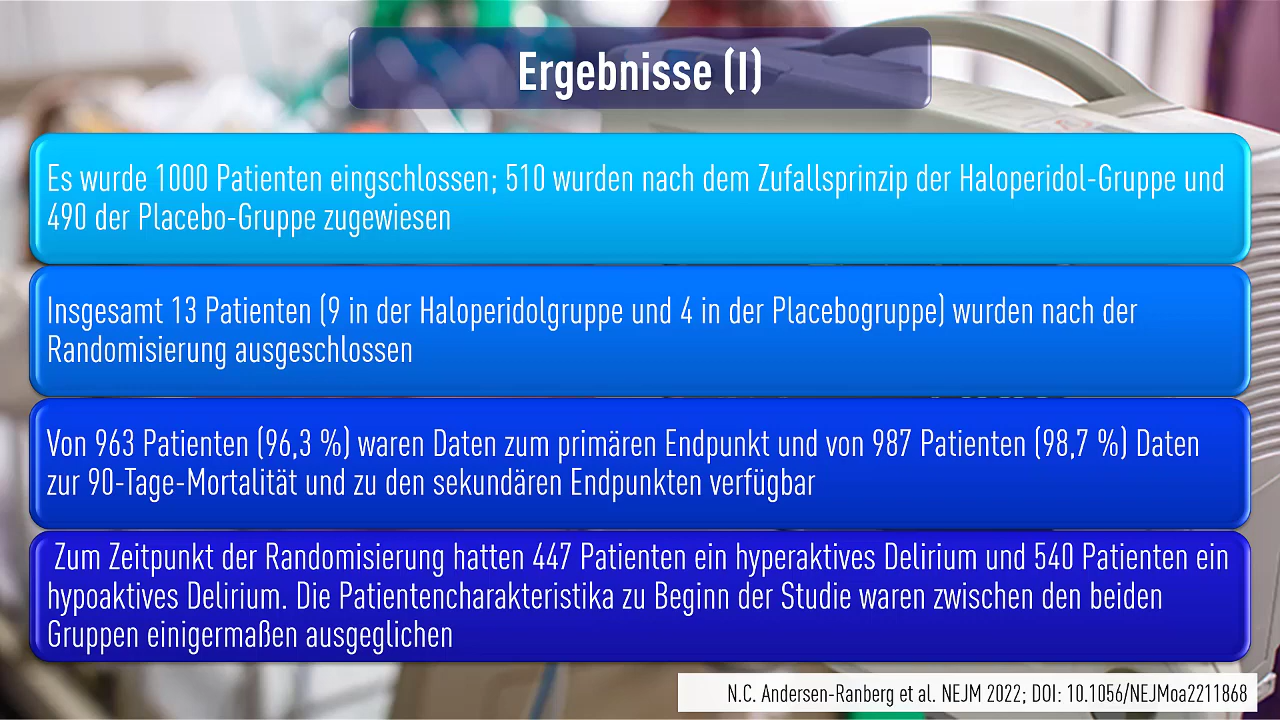 Ergebnisse (I)
Es wurde 1000 Patienten eingschlossen; 510 wurden nach dem Zufallsprinzip der Haloperidol-Gruppe und
490 der Placebo-Gruppe zugewiesen
Insgesamt 13 Patienten (9 in der Haloperidolgruppe und 4 in der Placebogruppe) wurden nach der
Randomisierung ausgeschlossen
Von 963 Patienten (96,3 %) waren Daten zum primären Endpunkt und von 987 Patienten (98,7 %) Daten
zur 90-Tage-Mortalität und zu den sekundären Endpunkten verfügbar
Zum Zeitpunkt der Randomisierung hatten 447 Patienten ein hyperaktives Delirium und 540 Patienten ein
hypoaktives Delirium. Die Patientencharakteristika zu Beginn der Studie waren zwischen den beiden
Gruppen einigermaßen ausgeglichen
N.C. Andersen-Ranberg et al. NEJM 2022; DOI: 10.1056/NEJMoa2211868